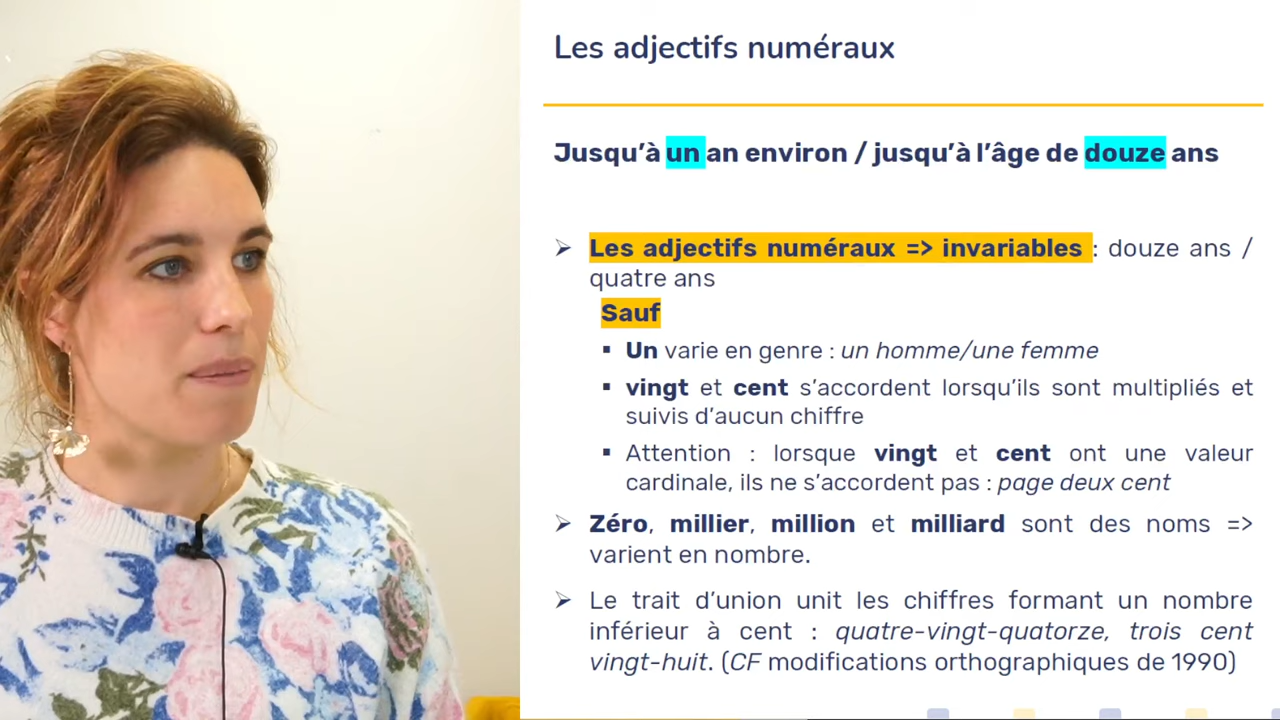 Les adjectifs numéraux
Jusqu’à un an environ / jusqu’à l’âge de douze ans
➢ Les adjectifs numéraux => invariables : douze ans /
quatre ans
Sauf
▪ Un varie en genre : un homme/une femme
▪ vingt et cent s’accordent lorsqu’ils sont multipliés et
suivis d’aucun chiffre
▪ Attention : lorsque vingt et cent ont une valeur
cardinale, ils ne s’accordent pas : page deux cent
➢ Zéro, millier, million et milliard sont des noms =>
varient en nombre.
➢ Le trait d’union unit les chiffres formant un nombre
inférieur à cent : quatre-vingt-quatorze, trois cent
vingt-huit. (CF modifications orthographiques de 1990)